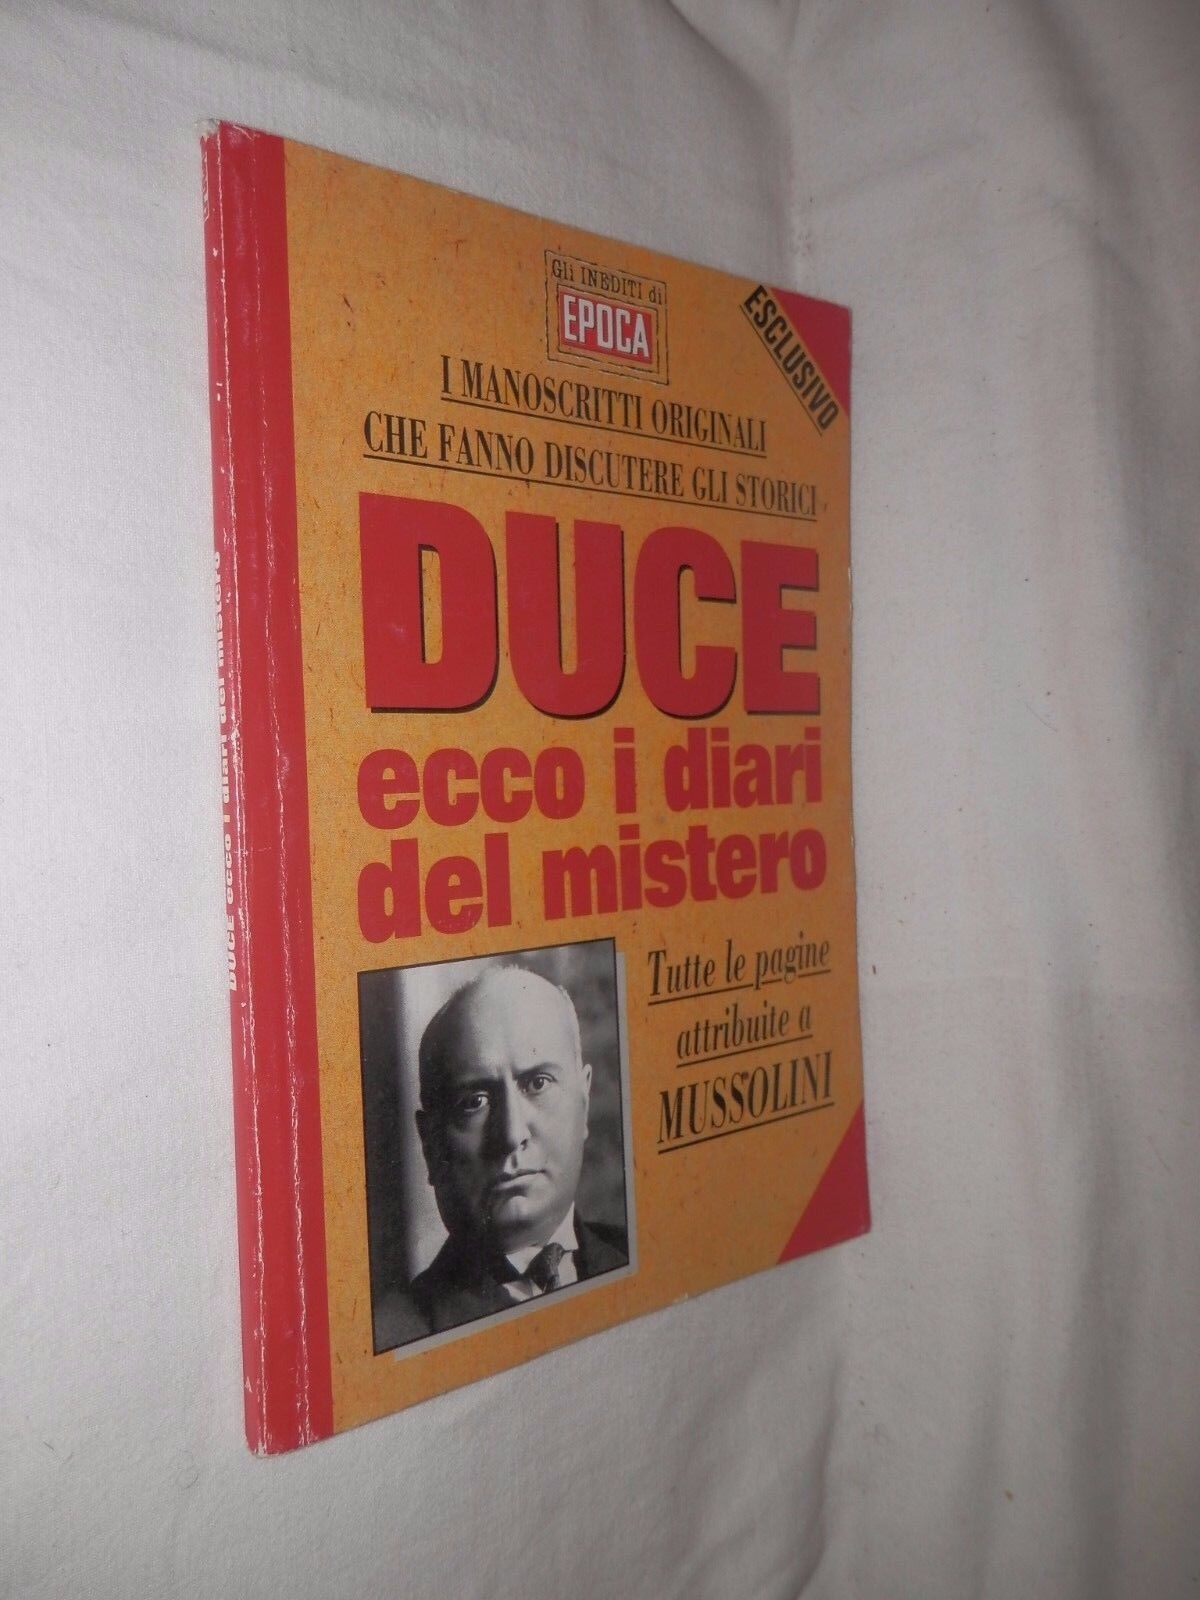 Gli INEDITI di
EPOCA
ESCLUSIVO
I MANOSCRITTI ORIGINALI
CHE FANNO DISCUTERE GLI STORICI
DUCE
ecco i diari
del mistero
Tutte le pagine
attribuite a
MUSSOLINI
DUCE ecco i diari del mistero